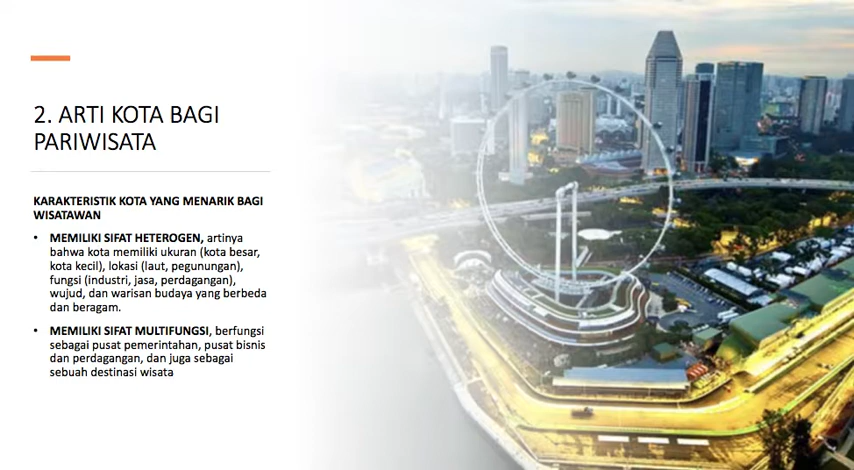 2. ARTI KOTA BAGI
PARIWISATA
KARAKTERISTIK KOTA YANG MENARIK BAGI
WISATAWAN
• MEMILIKI SIFAT HETEROGEN, artinya
bahwa kota memiliki ukuran (kota besar,
kota kecil), lokasi (laut, pegunungan),
fungsi (industri, jasa, perdagangan),
wujud, dan warisan budaya yang berbeda
dan beragam.
• MEMILIKI SIFAT MULTIFUNGSI, berfungsi
sebagai pusat pemerintahan, pusat bisnis
dan perdagangan, dan juga sebagai
sebuah destinasi wisata